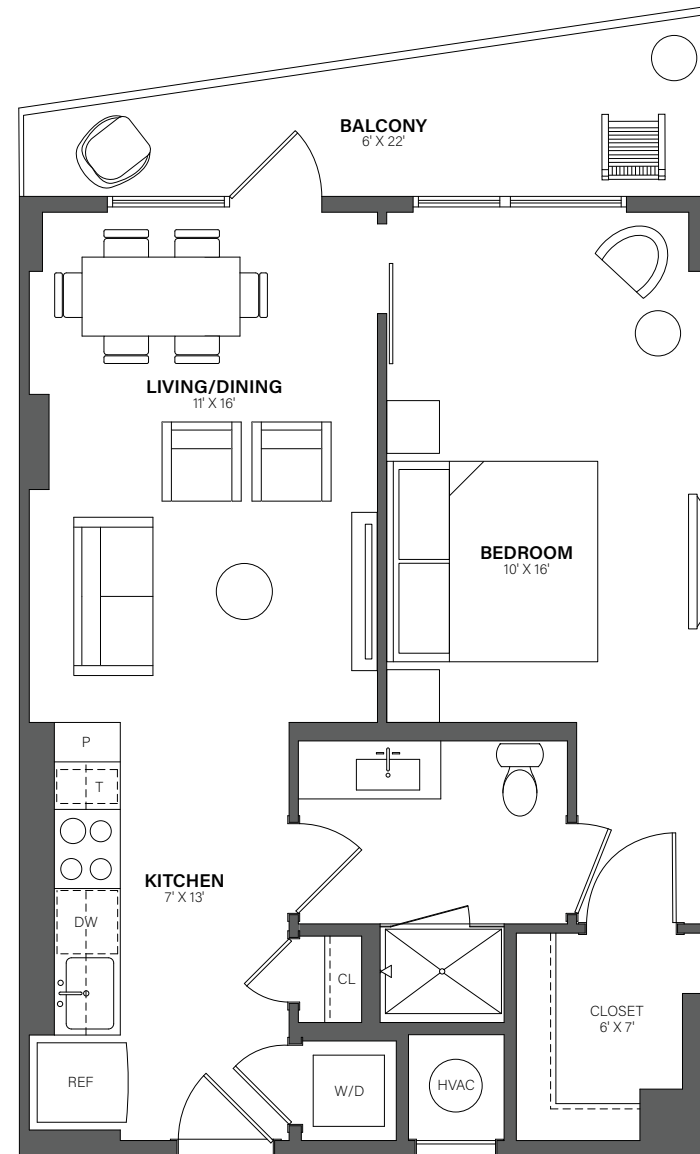 BALCONY
6' X 22'
LIVING/DINING
11' X 16'
BEDROOM
10' X 16'
P
T
KITCHEN
7' X 13'
DW
CL
CLOSET
6' X 7'
REF
W/D
HVAC